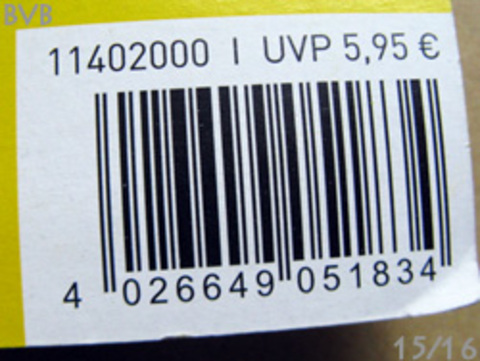 BVB
11402000 | UVP 5,95 €
4 026649 051834
15/16